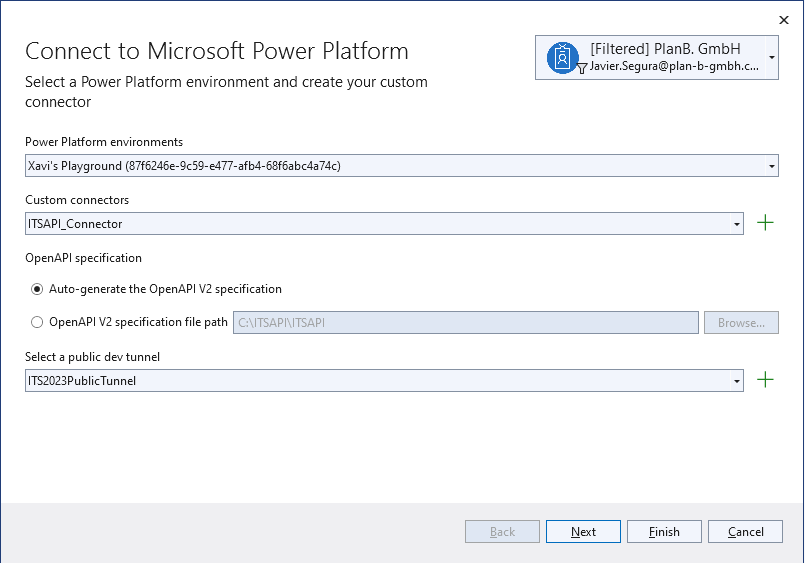 Connect to Microsoft Power Platform
[Filtered] PlanB. GmbH
Javier.Segura@plan-b-gmbh.c...
Select a Power Platform environment and create your custom
connector
Power Platform environments
Xavi's Playground (87f6246e-9c59-e477-afb4-68f6abc4a74c)
Custom connectors
ITSAPI_Connector
OpenAPI specification
Auto-generate the OpenAPI V2 specification
OpenAPI V2 specification file path
C:\ITSAPI\ITSAPI
Browse...
Select a public dev tunnel
ITS2023PublicTunnel
Back
Next
Finish
Cancel